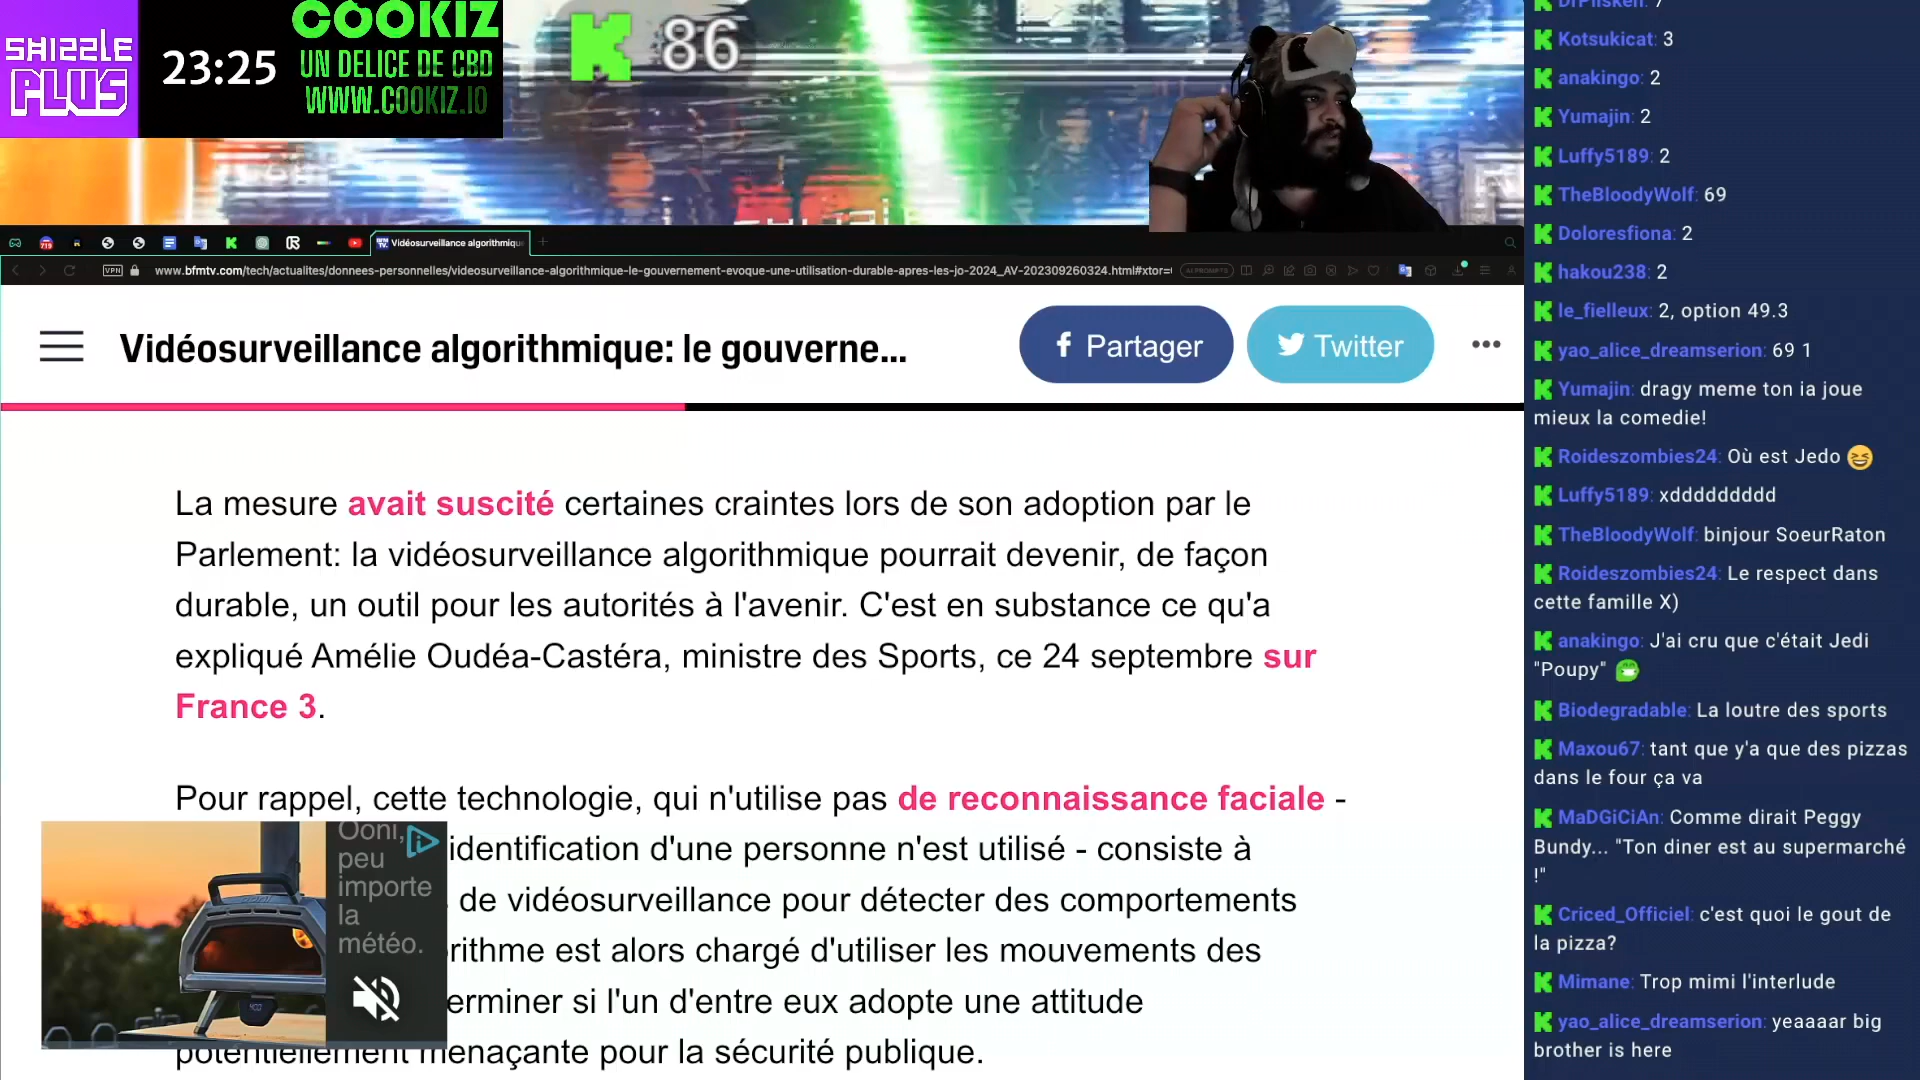 SHIZZLE
PLUS
23:25
COOKIZ
UN DELICE DE CBD
WWW.COOKIZ.IO
86
Vidéosurveillance algorithmique
VPN
www.bfmtv.com/tech/actualites/donnees-personnelles/videosurveillance-algorithmique-le-gouvernement-evoque-une-utilisation-durable-apres-les-jo-2024_AV-202309260324.html#xtor=
AI PROMPTS
Vidéosurveillance algorithmique: le gouverne...
Partager
Twitter
La mesure avait suscité certaines craintes lors de son adoption par le
Parlement: la vidéosurveillance algorithmique pourrait devenir, de façon
durable, un outil pour les autorités à l'avenir. C'est en substance ce qu'a
expliqué Amélie Oudéa-Castéra, ministre des Sports, ce 24 septembre sur
France 3.
Pour rappel, cette technologie, qui n'utilise pas de reconnaissance faciale -
identification d'une personne n'est utilisé - consiste à
de vidéosurveillance pour détecter des comportements
rithme est alors chargé d'utiliser les mouvements des
erminer si l'un d'entre eux adopte une attitude
potentiellement menaçante pour la sécurité publique.
Ooni,
peu
importe
la
météo.
DrPlisken: 7
Kotsukicat: 3
anakingo: 2
Yumajin: 2
Luffy5189: 2
TheBloodyWolf: 69
Doloresfiona: 2
hakou238: 2
le_fielleux: 2, option 49.3
yao_alice_dreamserion: 69 1
Yumajin: dragy meme ton ia joue
mieux la comedie!
Roideszombies24: Où est Jedo
Luffy5189: xddddddddd
TheBloodyWolf: binjour SoeurRaton
Roideszombies24: Le respect dans
cette famille X)
anakingo: J'ai cru que c'était Jedi
"Poupy"
Biodegradable: La loutre des sports
Maxou67: tant que y'a que des pizzas
dans le four ça va
MaDGiCiAn: Comme dirait Peggy
Bundy... "Ton diner est au supermarché
!"
Criced_Officiel: c'est quoi le gout de
la pizza?
Mimane: Trop mimi l'interlude
yao_alice_dreamserion: yeaaaar big
brother is here